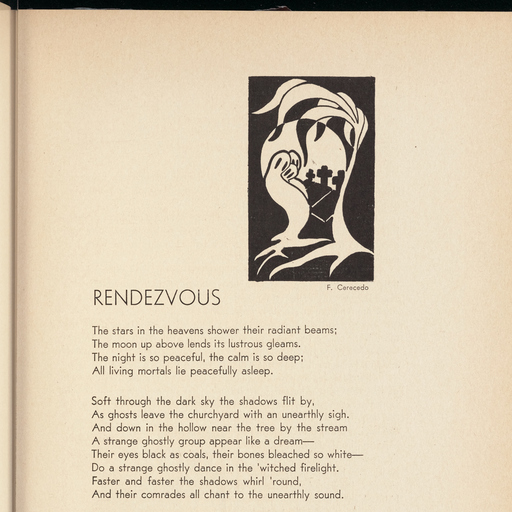 F. Cereceda
RENDEZVOUS
The stars in the heavens shower their radiant beams;
The moon up above lends its lustrous gleams.
The night is so peaceful, the calm is so deep;
All living mortals lie peacefully asleep.
Soft through the dark sky the shadows flit by,
As ghosts leave the churchyard with an unearthly sigh.
And down in the hollow near the tree by the stream
A strange ghostly group appear like a dream—
Their eyes black as coals, their bones bleached so white—
Do a strange ghostly dance in the 'witched firelight.
Faster and faster the shadows whirl 'round,
And their comrades all chant to the unearthly sound.